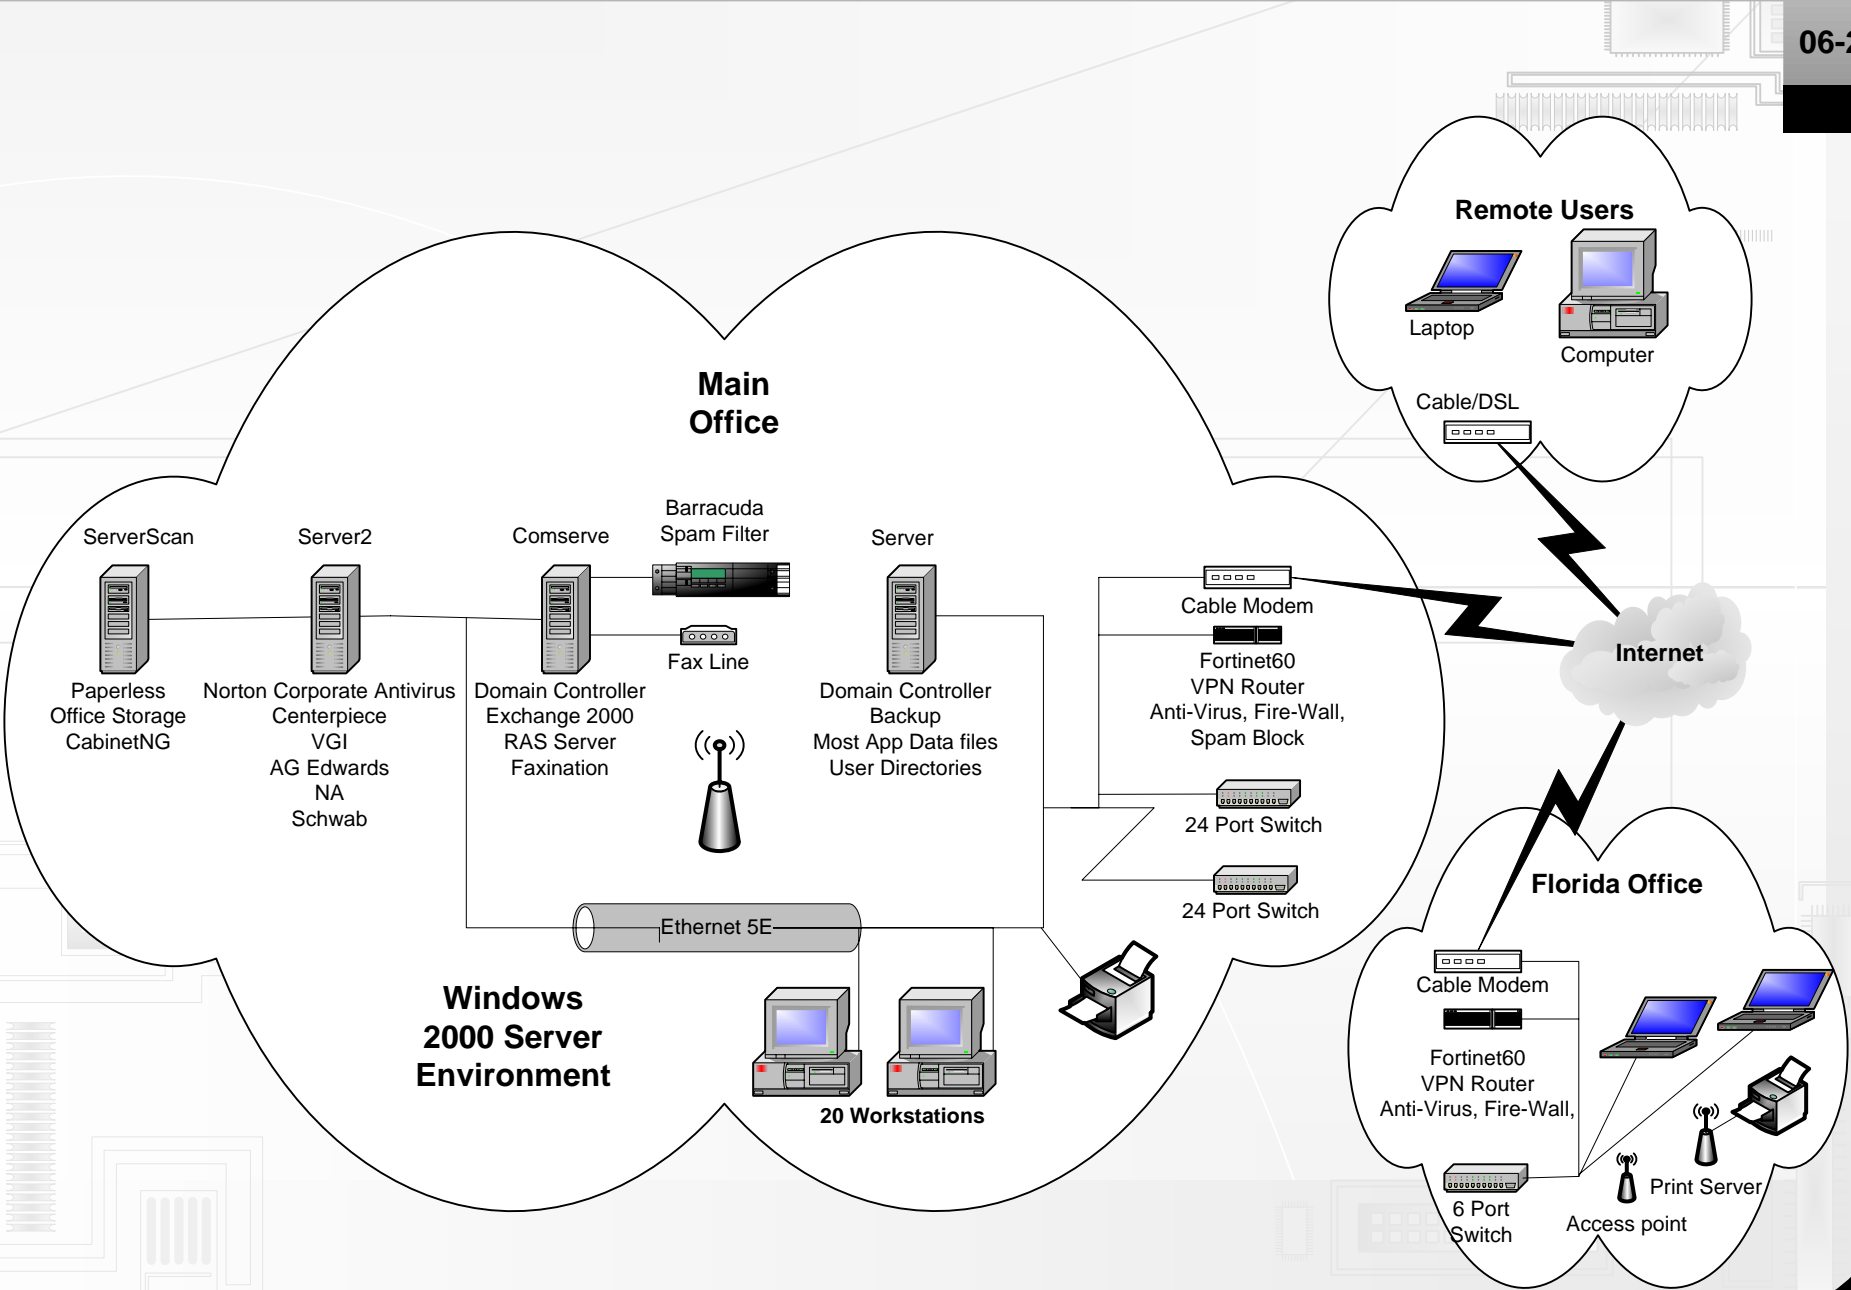 06-2
Remote Users
Laptop
Computer
Cable/DSL
Main
Office
ServerScan
Paperless
Office Storage
CabinetNG
Server2
Norton Corporate Antivirus
Centerpiece
VGI
AG Edwards
NA
Schwab
Comserve
Domain Controller
Exchange 2000
RAS Server
Faxination
Barracuda
Spam Filter
Fax Line
Server
Domain Controller
Backup
Most App Data files
User Directories
Cable Modem
Fortinet60
VPN Router
Anti-Virus, Fire-Wall,
Spam Block
24 Port Switch
24 Port Switch
Internet
Ethernet 5E
Windows
2000 Server
Environment
20 Workstations
Florida Office
Cable Modem
Fortinet60
VPN Router
Anti-Virus, Fire-Wall,
6 Port
Switch
Access point
Print Server